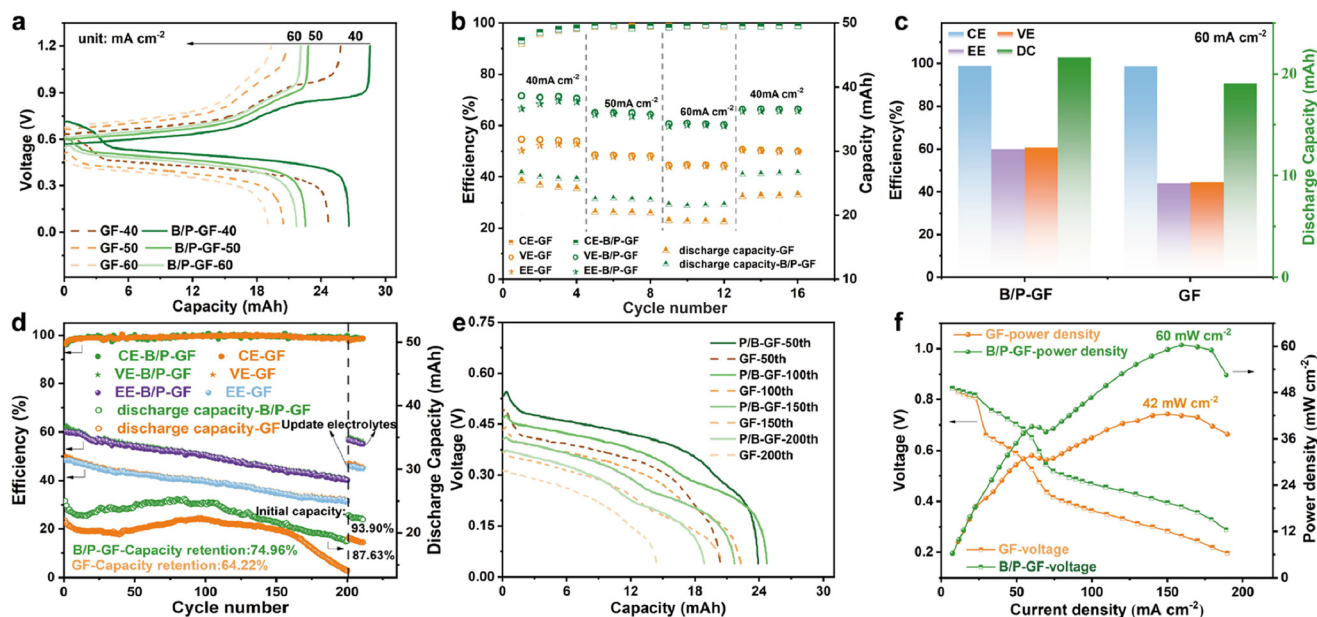 a
unit: mA cm⁻²
60 50 40
Voltage (V)
1.2
0.9
0.6
0.3
0.0
GF-40 B/P-GF-40
GF-50 B/P-GF-50
GF-60 B/P-GF-60
0 6 12 18 24 30
Capacity (mAh)
b
Efficiency (%)
100
80
60
40
20
0
40mA cm⁻²
50mA cm⁻²
60mA cm⁻²
40mA cm⁻²
CE-GF CE-B/P-GF
VE-GF VE-B/P-GF
EE-GF EE-B/P-GF
discharge capacity-GF
discharge capacity-B/P-GF
0 4 8 12 16
Cycle number
50
40
30
20
10
Capacity (mAh)
c
CE VE
EE DC
60 mA cm⁻²
Efficiency(%)
100
80
60
40
20
0
B/P-GF GF
20
10
0
Discharge Capacity (mAh)
d
Efficiency (%)
100
80
60
40
20
0
CE-B/P-GF CE-GF
VE-B/P-GF VE-GF
EE-B/P-GF EE-GF
discharge capacity-B/P-GF
discharge capacity-GF
Update electrolytes
Initial capacity:
93.90%
87.63%
B/P-GF-Capacity retention:74.96%
GF-Capacity retention:64.22%
0 50 100 150 200
Cycle number
50
40
30
20
Discharge Capacity (mAh)
e
Voltage (V)
0.75
0.60
0.45
0.30
0.15
0.00
P/B-GF-50th
GF-50th
P/B-GF-100th
GF-100th
P/B-GF-150th
GF-150th
P/B-GF-200th
GF-200th
0 6 12 18 24 30
Capacity (mAh)
f
Voltage (V)
1.0
0.8
0.6
0.4
0.2
GF-power density
B/P-GF-power density
60 mW cm⁻²
42 mW cm⁻²
GF-voltage
B/P-GF-voltage
0 50 100 150 200
Current density (mA cm⁻²)
60
48
36
24
12
0
Power density (mW cm⁻²)